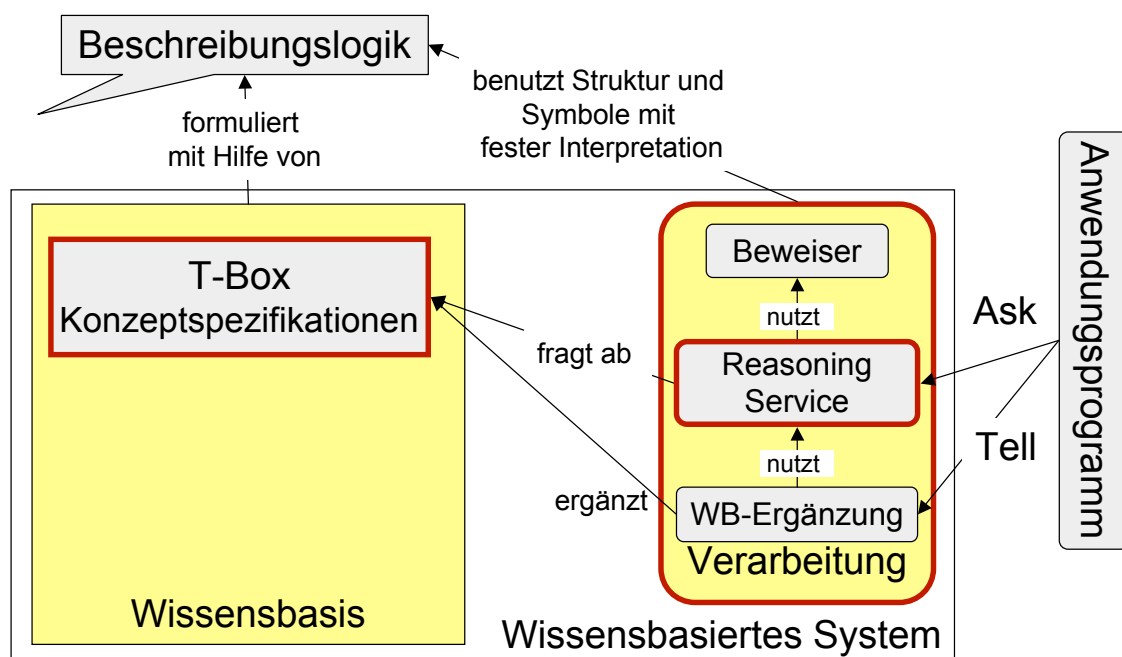 Beschreibungslogik
benutzt Struktur und
Symbole mit
fester Interpretation
formuliert
mit Hilfe von
Anwendungsprogramm
T-Box
Konzeptspezifikationen
Beweiser
nutzt
Ask
fragt ab
Reasoning
Service
Tell
nutzt
ergänzt
WB-Ergänzung
Verarbeitung
Wissensbasis
Wissensbasiertes System